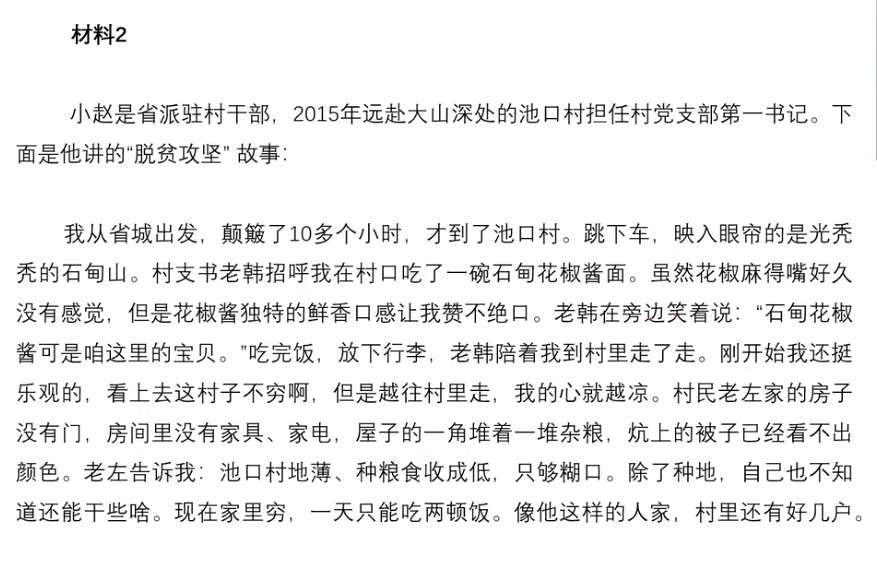 材料2
小赵是省派驻村干部，2015年远赴大山深处的池口村担任村党支部第一书记。下
面是他讲的“脱贫攻坚” 故事：
我从省城出发，颠簸了10多个小时，才到了池口村。跳下车，映入眼帘的是光秃
秃的石甸山。村支书老韩招呼我在村口吃了一碗石甸花椒酱面。虽然花椒麻得嘴好久
没有感觉，但是花椒酱独特的鲜香口感让我赞不绝口。老韩在旁边笑着说：“石甸花椒
酱可是咱这里的宝贝。”吃完饭，放下行李，老韩陪着我到村里走了走。刚开始我还挺
乐观的，看上去这村子不穷啊，但是越往村里走，我的心就越凉。村民老左家的房子
没有门，房间里没有家具、家电，屋子的一角堆着一堆杂粮，炕上的被子已经看不出
颜色。老左告诉我：池口村地薄、种粮食收成低，只够糊口。除了种地，自己也不知
道还能干些啥。现在家里穷，一天只能吃两顿饭。像他这样的人家，村里还有好几户。